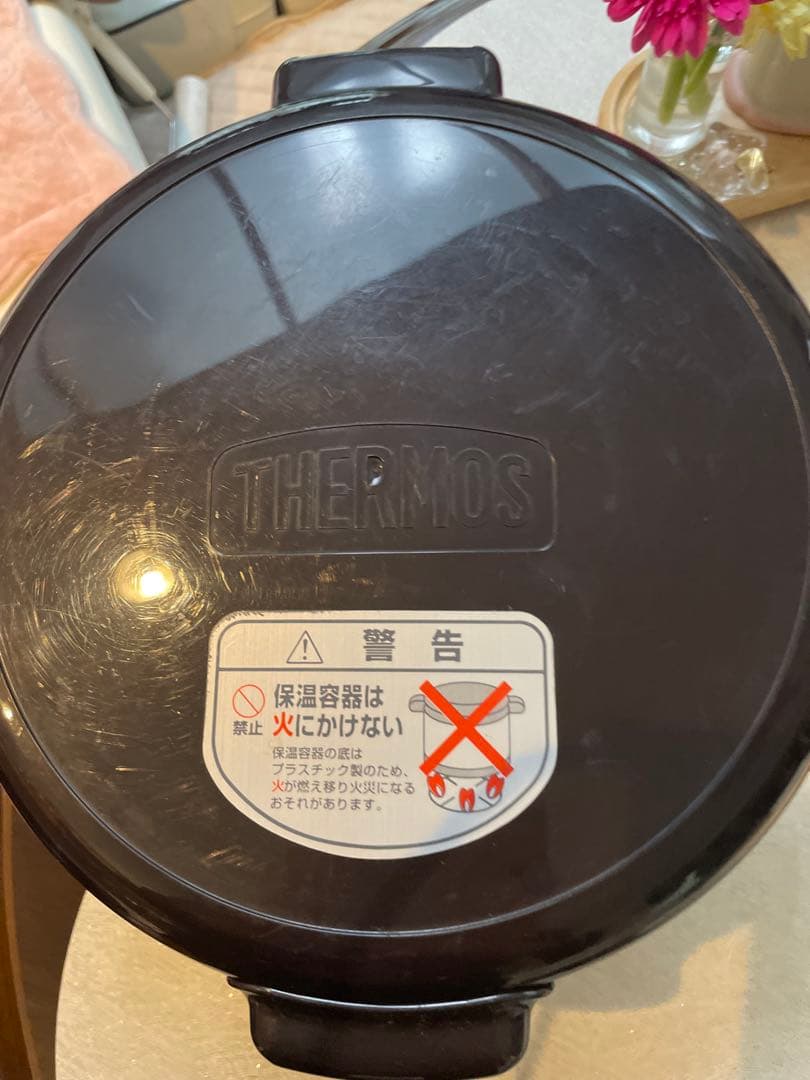 THERMOS
警告
禁止
保温容器は
火にかけない
保温容器の底は
プラスチック製のため、
火が燃え移り火災になる
おそれがあります。